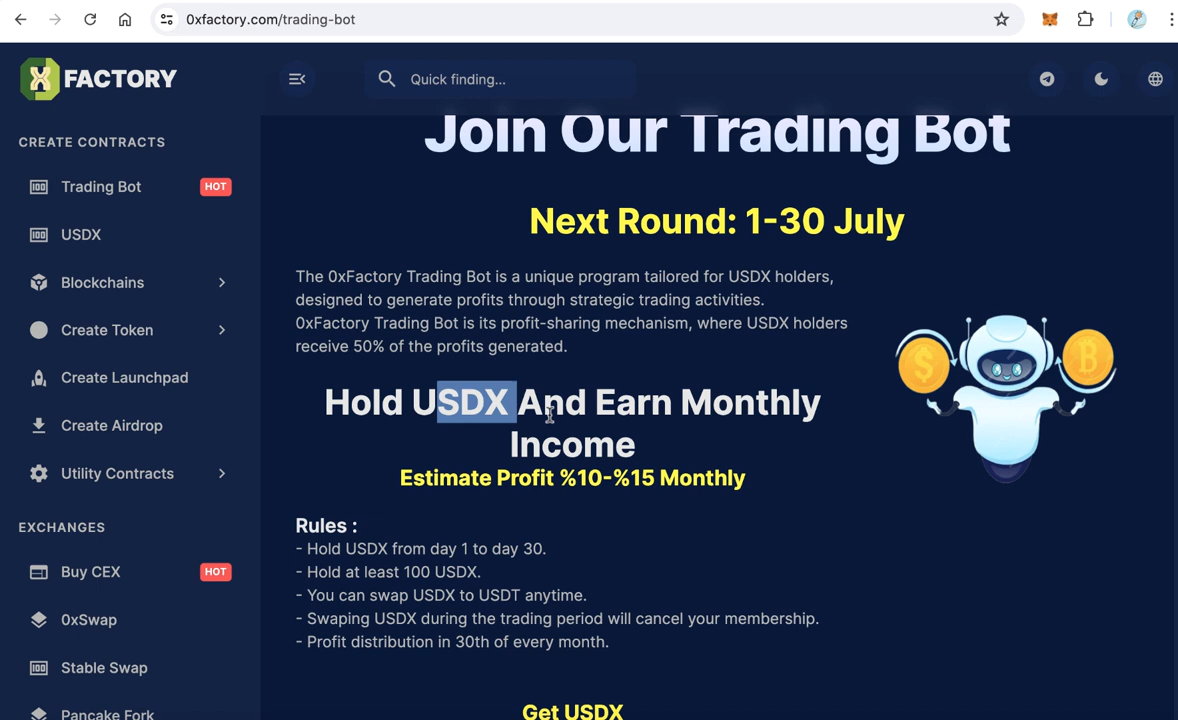 0xfactory.com/trading-bot
FACTORY
Quick finding...
CREATE CONTRACTS
Trading Bot HOT
USDX
Blockchains
Create Token
Create Launchpad
Create Airdrop
Utility Contracts
EXCHANGES
Buy CEX HOT
0xSwap
Stable Swap
Pancake Fork
Join Our Trading Bot
Next Round: 1-30 July
The 0xFactory Trading Bot is a unique program tailored for USDX holders,
designed to generate profits through strategic trading activities.
0xFactory Trading Bot is its profit-sharing mechanism, where USDX holders
receive 50% of the profits generated.
Hold USDX And Earn Monthly
Income
Estimate Profit %10-%15 Monthly
Rules :
- Hold USDX from day 1 to day 30.
- Hold at least 100 USDX.
- You can swap USDX to USDT anytime.
- Swaping USDX during the trading period will cancel your membership.
- Profit distribution in 30th of every month.
Get USDX